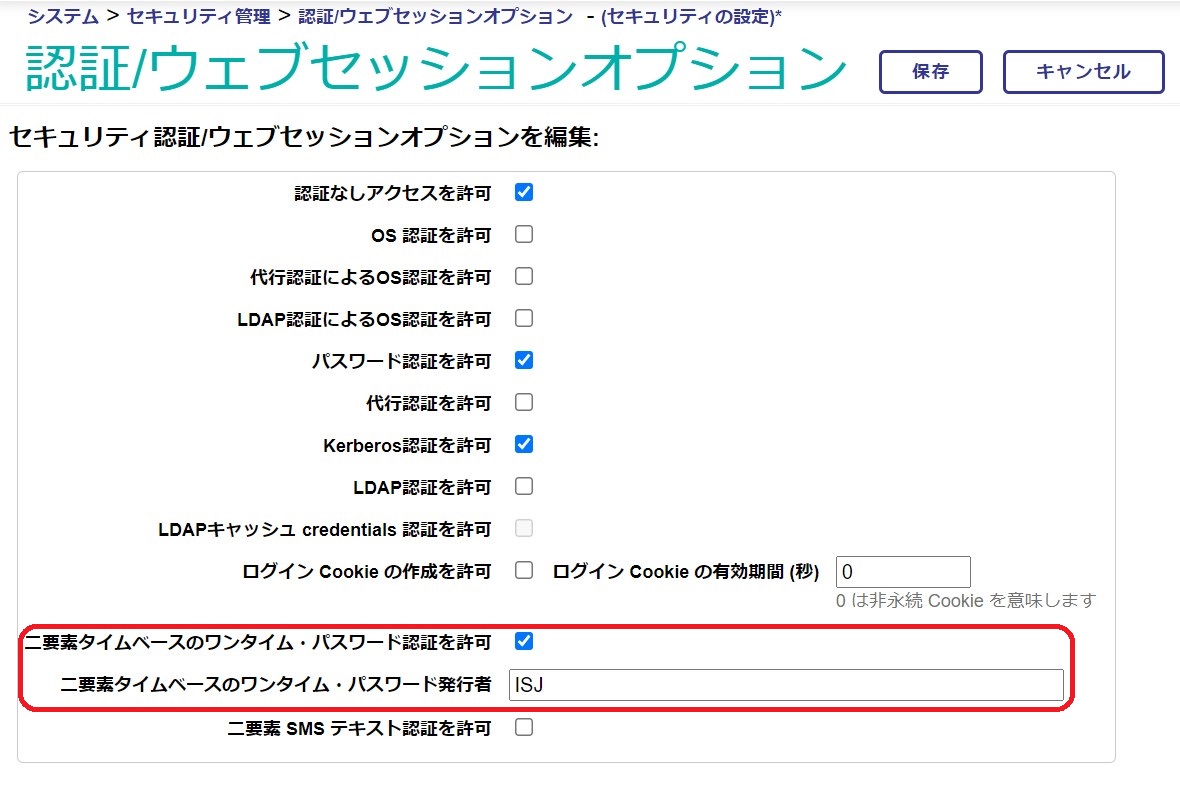 システム > セキュリティ管理 > 認証/ウェブセッションオプション - (セキュリティの設定)*
認証/ウェブセッションオプション 保存 キャンセル
セキュリティ認証/ウェブセッションオプションを編集:
認証なしアクセスを許可
OS 認証を許可
代行認証によるOS認証を許可
LDAP認証によるOS認証を許可
パスワード認証を許可
代行認証を許可
Kerberos認証を許可
LDAP認証を許可
LDAPキャッシュ credentials 認証を許可
ログイン Cookie の作成を許可 ログイン Cookie の有効期間 (秒) 0
0 は非永続 Cookie を意味します
二要素タイムベースのワンタイム・パスワード認証を許可
二要素タイムベースのワンタイム・パスワード発行者 ISJ
二要素 SMS テキスト認証を許可